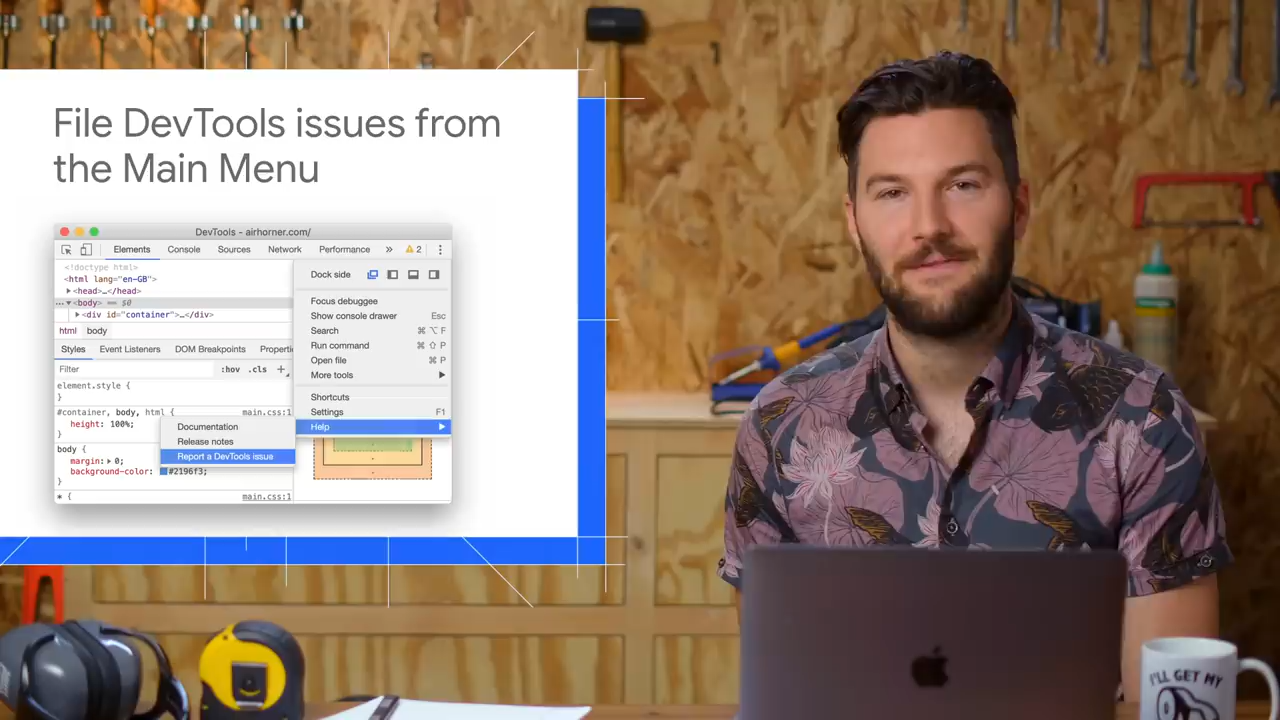 File DevTools issues from
the Main Menu
DevTools - airhorner.com/
Elements Console Sources Network Performance » 2
<!doctype html>
<html lang="en-GB">
▶<head>…</head>
…▼<body> == $0
▶<div id="container">…</div>
html body
Styles Event Listeners DOM Breakpoints Properti
Filter :hov .cls +
element.style {
}
#container, body, html { main.css:1
height: 100%;
}
body {
margin:▶ 0;
background-color: #2196f3;
}
* { main.css:1
Dock side
Focus debuggee
Show console drawer Esc
Search ⌘ ⌥ F
Run command ⌘ ⇧ P
Open file ⌘ P
More tools ▶
Shortcuts
Settings F1
Help ▶
Documentation
Release notes
Report a DevTools issue
I'LL GET MY